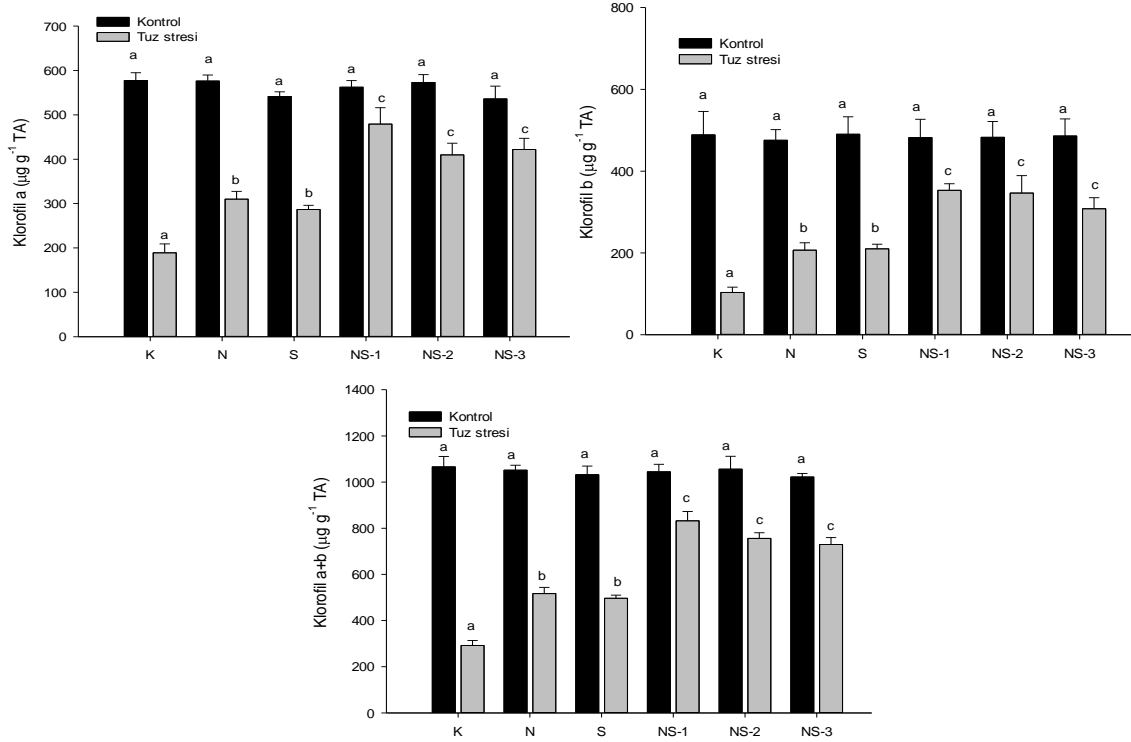 700
600
500
400
300
200
100
0
Klorofil a (µg g⁻¹ TA)
Kontrol
Tuz stresi
a a a a a a
a b b c c c
K N S NS-1 NS-2 NS-3
800
600
400
200
0
Klorofil b (µg g⁻¹ TA)
Kontrol
Tuz stresi
a a a a a a
a b b c c c
K N S NS-1 NS-2 NS-3
1400
1200
1000
800
600
400
200
0
Klorofil a+b (µg g⁻¹ TA)
Kontrol
Tuz stresi
a a a a a a
a b b c c c
K N S NS-1 NS-2 NS-3